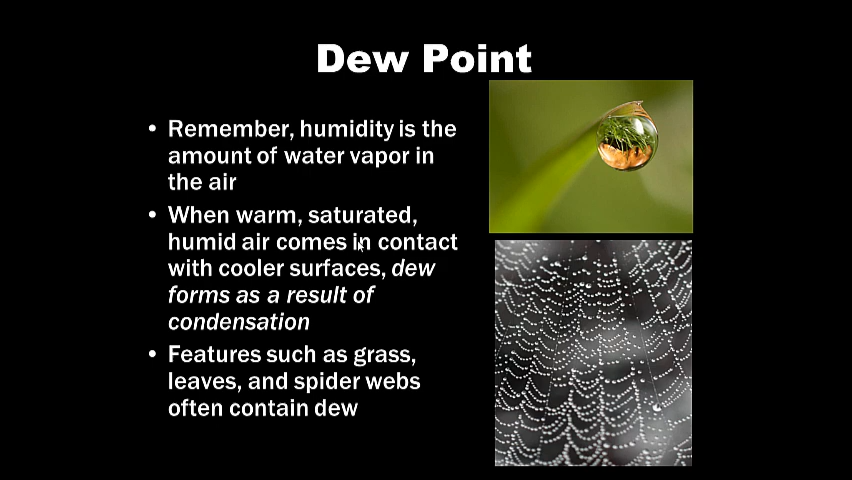 Dew Point
• Remember, humidity is the
amount of water vapor in
the air
• When warm, saturated,
humid air comes in contact
with cooler surfaces, dew
forms as a result of
condensation
• Features such as grass,
leaves, and spider webs
often contain dew